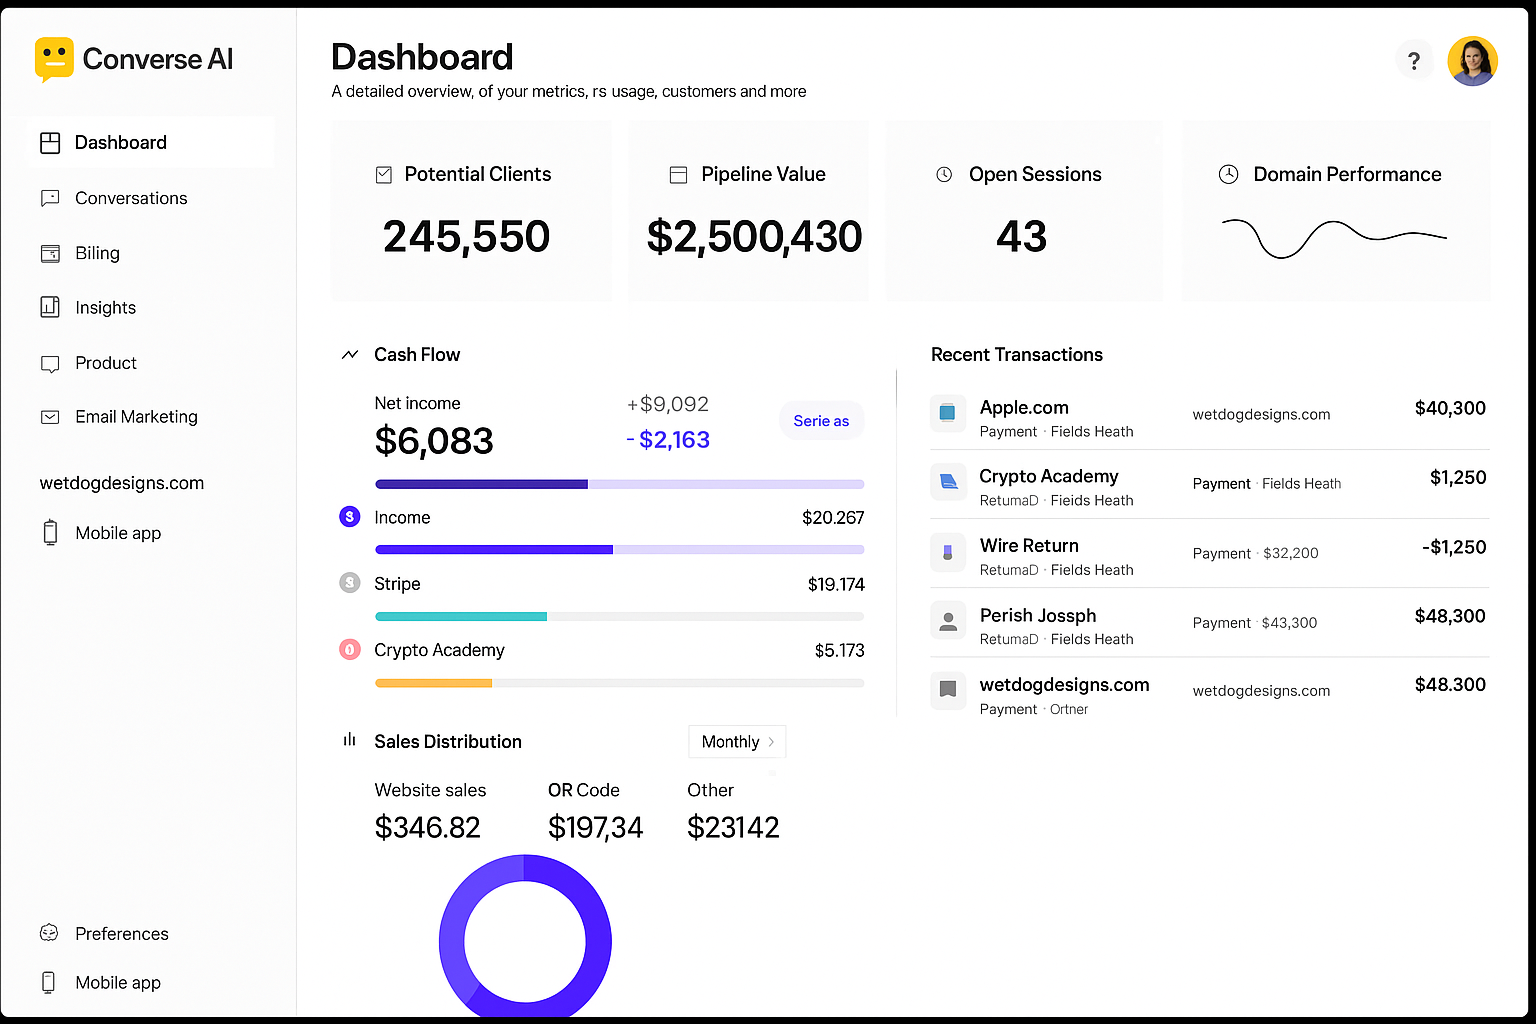 Converse AI
Dashboard
Conversations
Biling
Insights
Product
Email Marketing
wetdogdesigns.com
Mobile app
Preferences
Mobile app
Dashboard
A detailed overview, of your metrics, rs usage, customers and more
?
Potential Clients
245,550
Pipeline Value
$2,500,430
Open Sessions
43
Domain Performance
Cash Flow
Net income
$6,083
+$9,092
-$2,163
Serie as
Income $20.267
Stripe $19.174
Crypto Academy $5.173
Sales Distribution
Monthly
Website sales
$346.82
OR Code
$197,34
Other
$23142
Recent Transactions
Apple.com
Payment · Fields Heath
wetdogdesigns.com
$40,300
Crypto Academy
RetumaD · Fields Heath
Payment · Fields Heath
$1,250
Wire Return
RetumaD · Fields Heath
Payment · $32,200
-$1,250
Perish Jossph
RetumaD · Fields Heath
Payment · $43,300
$48,300
wetdogdesigns.com
Payment · Ortner
wetdogdesigns.com
$48.300